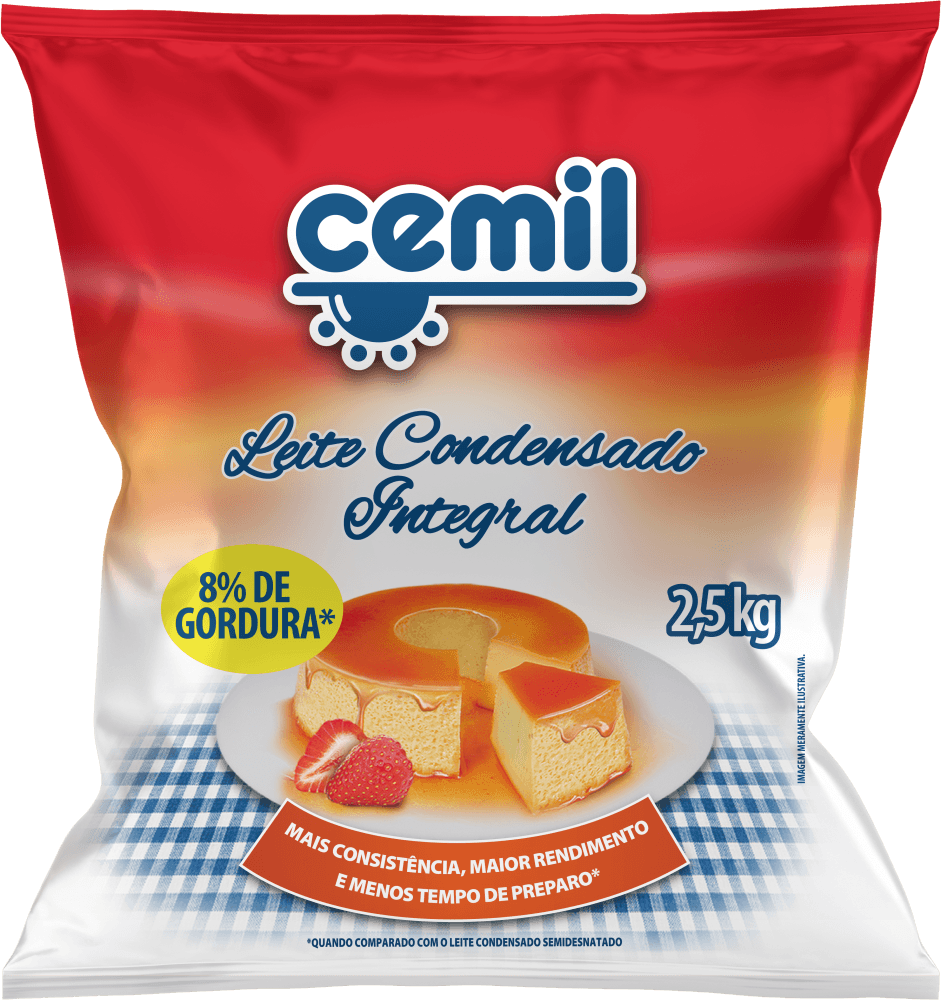 cemil
Leite Condensado
Integral
8% DE
GORDURA*
2,5kg
IMAGEM MERAMENTE ILUSTRATIVA.
MAIS CONSISTÊNCIA, MAIOR RENDIMENTO
E MENOS TEMPO DE PREPARO*
*QUANDO COMPARADO COM O LEITE CONDENSADO SEMIDESNATADO